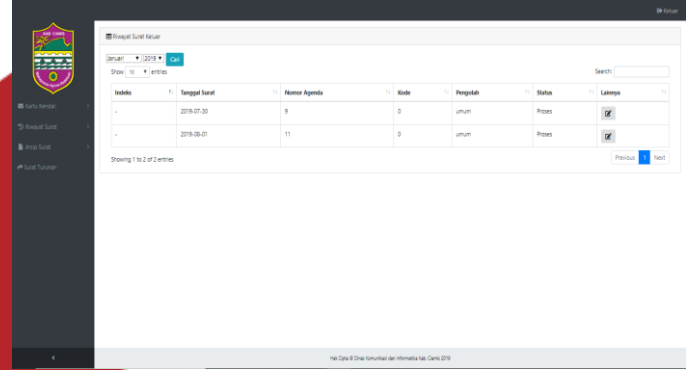 Keluar
KAB. CIAMIS
Riwayat Surat Keluar
Januari 2019 Cari
Show 10 entries
Search:
Indeks Tanggal Surat Nomor Agenda Kode Pengolah Status Lainnya
- 2019-07-30 9 0 umum Proses
- 2019-08-01 11 0 umum Proses
Showing 1 to 2 of 2 entries
Previous 1 Next
Kartu Kendali
Riwayat Surat
Arsip Surat
Surat Turunan
Hak Cipta © Dinas Komunikasi dan Informatika Kab. Ciamis 2019